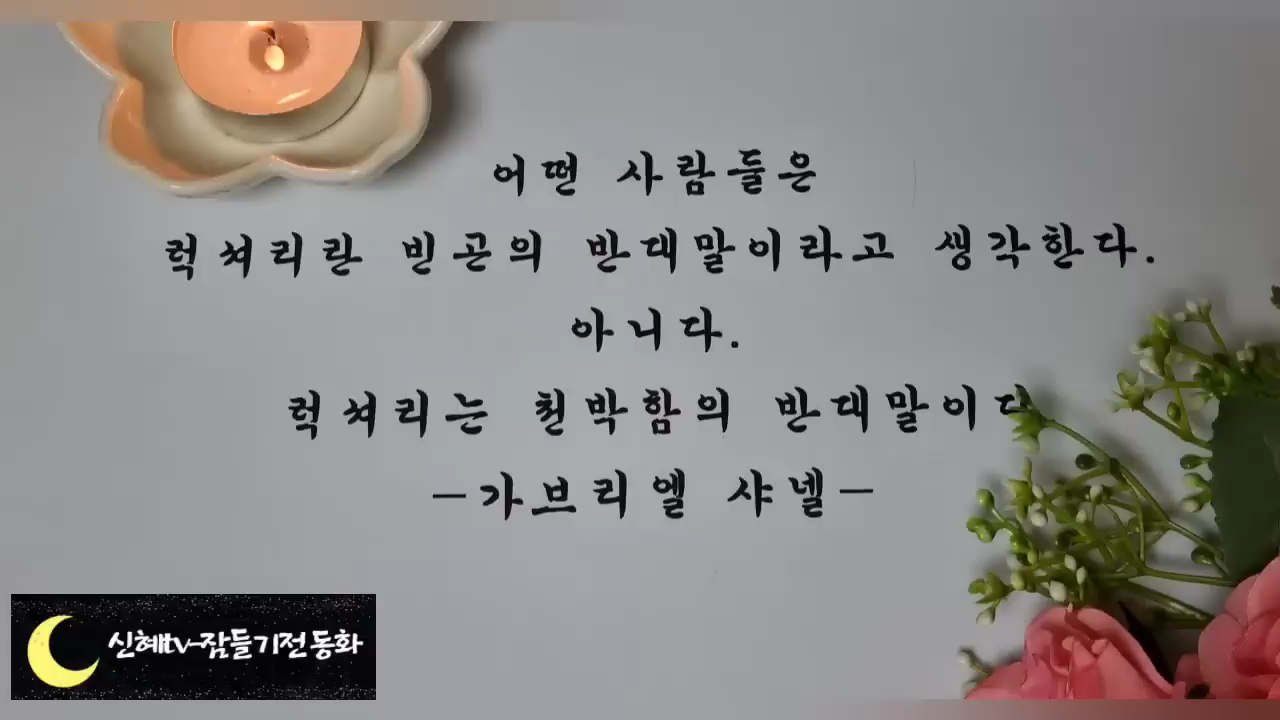 어떤 사람들은
럭셔리란 빈곤의 반대말이라고 생각한다.
아니다.
럭셔리는 천박함의 반대말이다
-가브리엘 샤넬-
신혜tv-잠들기전 동화